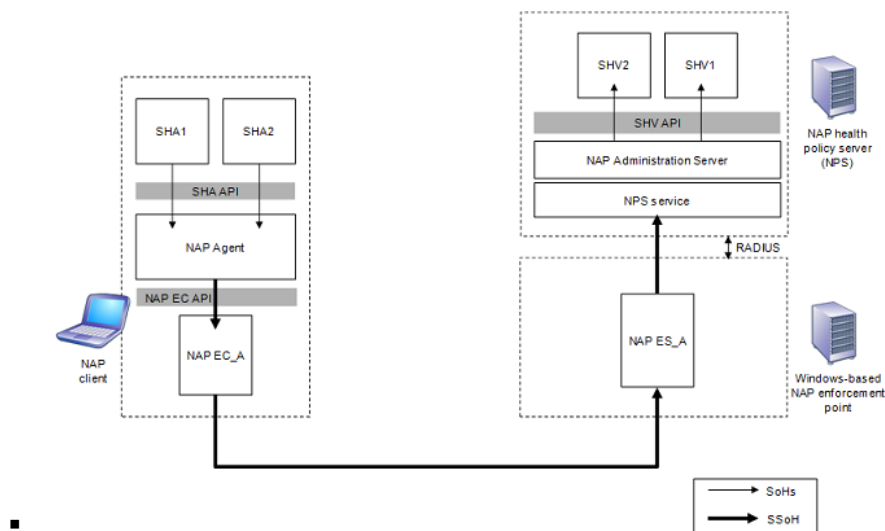 SHA1
SHA2
SHA API
NAP Agent
NAP EC API
NAP EC_A
NAP
client
SHV2
SHV1
SHV API
NAP Administration Server
NPS service
NAP health
policy server
(NPS)
RADIUS
NAP ES_A
Windows-based
NAP enforcement
point
SoHs
SSoH